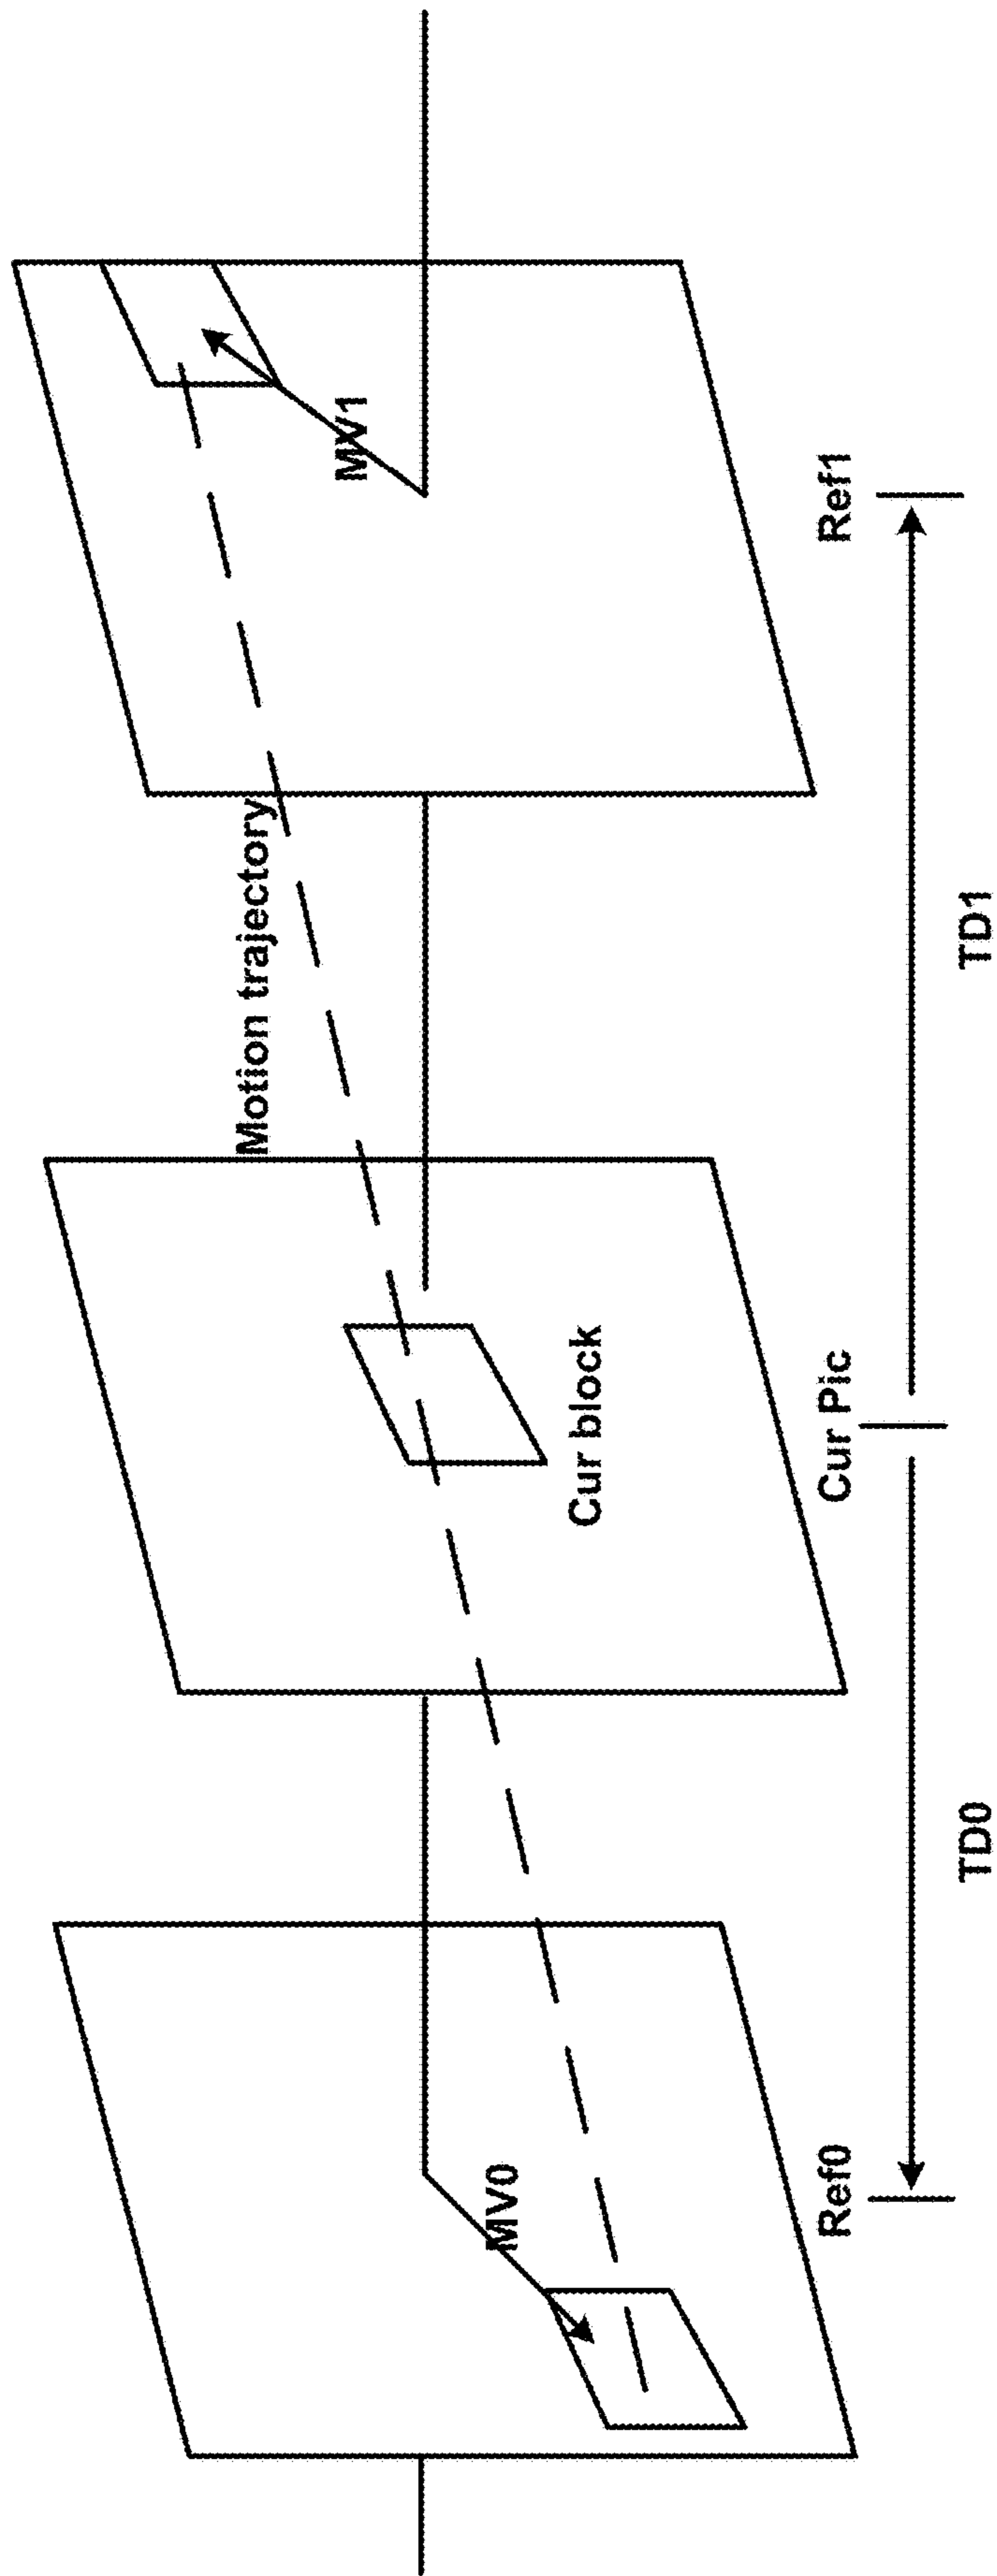 Motion trajectory
MV1
MV0
Cur block
Ref0
Cur Pic
Ref1
TD0
TD1